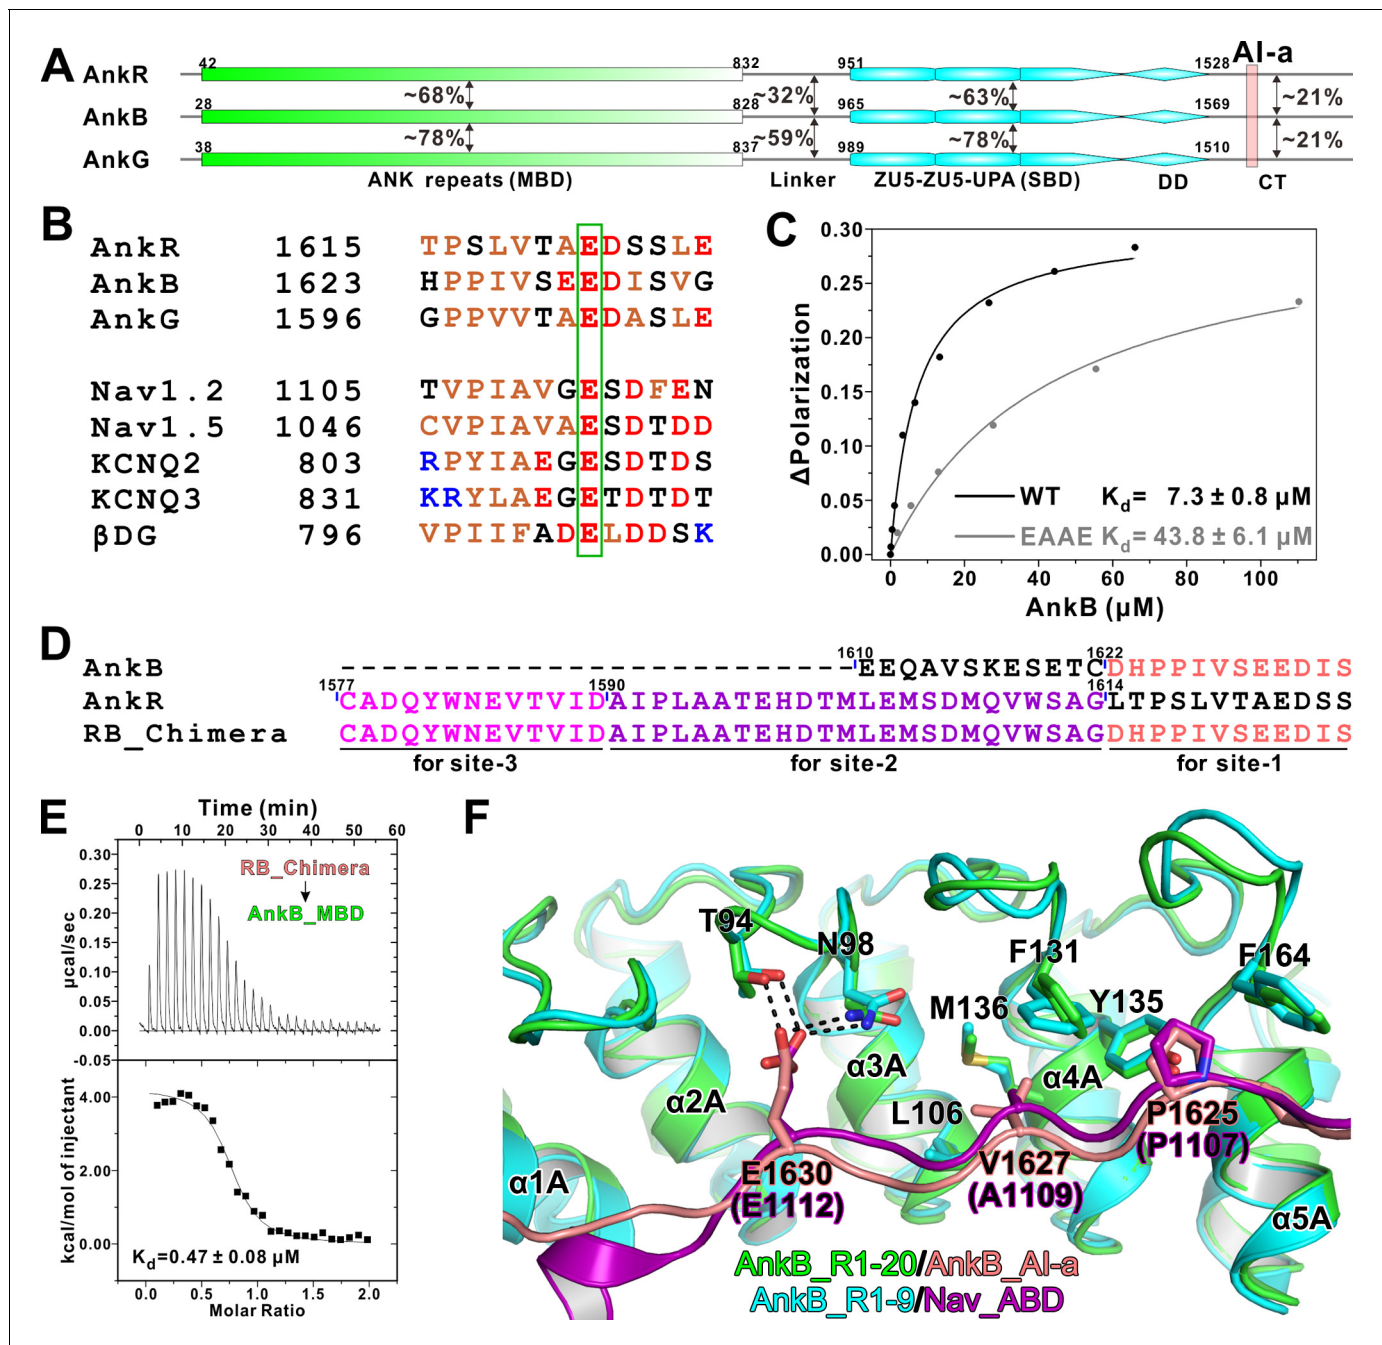 A
AI-a
AnkR 42 832 951 1528
~68% ~32% ~63% ~21%
AnkB 28 828 965 1569
~78% ~59% ~78% ~21%
AnkG 38 837 989 1510
ANK repeats (MBD) Linker ZU5-ZU5-UPA (SBD) DD CT
B
AnkR 1615 TPSLVTAEDSSLE
AnkB 1623 HPPIVSEEDISVG
AnkG 1596 GPPVVTAEDASLE
Nav1.2 1105 TVPIAVGESDFEN
Nav1.5 1046 CVPIAVAESDTDD
KCNQ2 803 RPYIAEGESDTDS
KCNQ3 831 KRYLAEGETDTDT
βDG 796 VPIIFADELDDSK
C
0.30
0.25
0.20
0.15
0.10
0.05
0.00
ΔPolarization
WT Kd= 7.3 ± 0.8 µM
EAAE Kd= 43.8 ± 6.1 µM
0 20 40 60 80 100
AnkB (µM)
D
1610 1622
AnkB ------------------------- EEQAVSKESETCDHPPIVSEEDIS
1577 1590 1614
AnkR CADQYWNEVTVIDAIPLAATEHDTMLEMSDMQVWSAGLTPSLVTAEDSS
RB_Chimera CADQYWNEVTVIDAIPLAATEHDTMLEMSDMQVWSAGDHPPIVSEEDIS
for site-3 for site-2 for site-1
E
Time (min)
0 10 20 30 40 50 60
0.30
0.25
0.20
0.15
0.10
0.05
0.00
-0.05
µcal/sec
RB_Chimera
AnkB_MBD
4.00
2.00
0.00
kcal/mol of injectant
Kd=0.47 ± 0.08 µM
0.0 0.5 1.0 1.5 2.0
Molar Ratio
F
T94
N98
F131
F164
M136
Y135
α3A
α4A
α2A
L106
P1625
(P1107)
E1630
(E1112)
V1627
(A1109)
α1A
α5A
AnkB_R1-20/AnkB_AI-a
AnkB_R1-9/Nav_ABD